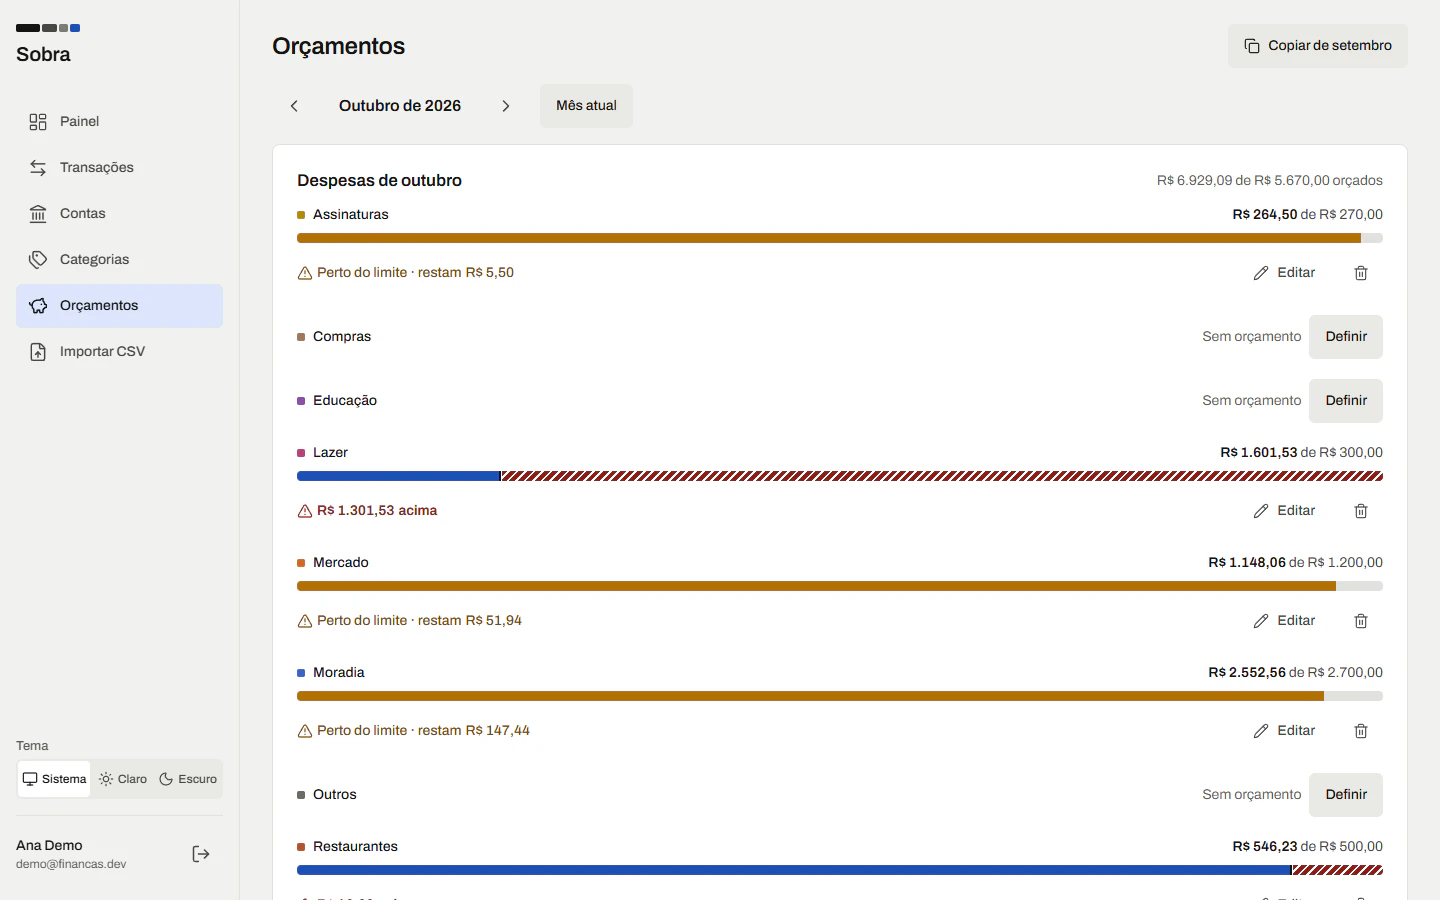 Sobra
Painel
Transações
Contas
Categorias
Orçamentos
Importar CSV
Tema
Sistema
Claro
Escuro
Ana Demo
demo@financas.dev
Orçamentos
Copiar de setembro
Outubro de 2026
Mês atual
Despesas de outubro
R$ 6.929,09 de R$ 5.670,00 orçados
Assinaturas
R$ 264,50 de R$ 270,00
Perto do limite · restam R$ 5,50
Editar
Compras
Sem orçamento
Definir
Educação
Sem orçamento
Definir
Lazer
R$ 1.601,53 de R$ 300,00
R$ 1.301,53 acima
Editar
Mercado
R$ 1.148,06 de R$ 1.200,00
Perto do limite · restam R$ 51,94
Editar
Moradia
R$ 2.552,56 de R$ 2.700,00
Perto do limite · restam R$ 147,44
Editar
Outros
Sem orçamento
Definir
Restaurantes
R$ 546,23 de R$ 500,00